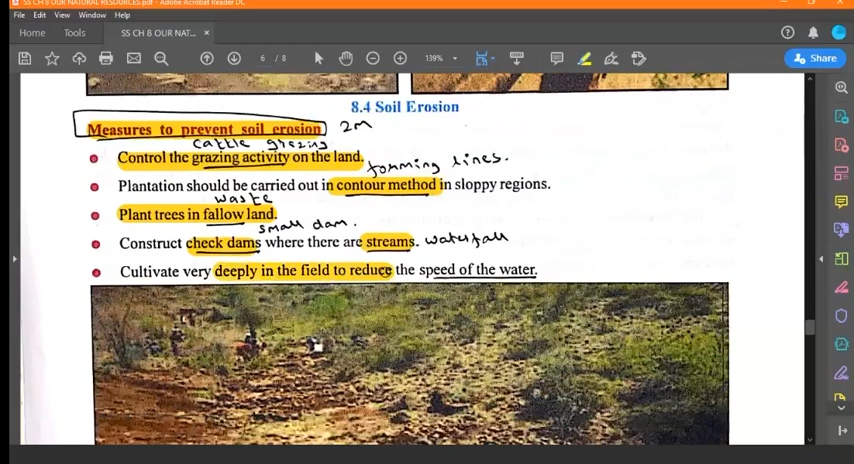 SS CH 8 OUR NATURAL RESOURCES.pdf - Adobe Acrobat Reader DC
File Edit View Window Help
Home Tools SS CH 8 OUR NAT... ×
6 / 8 139% Share
8.4 Soil Erosion
Measures to prevent soil erosion 2M
cattle grazing
Control the grazing activity on the land.
forming lines.
Plantation should be carried out in contour method in sloppy regions.
waste
Plant trees in fallow land.
small dam.
Construct check dams where there are streams. waterfall
Cultivate very deeply in the field to reduce the speed of the water.